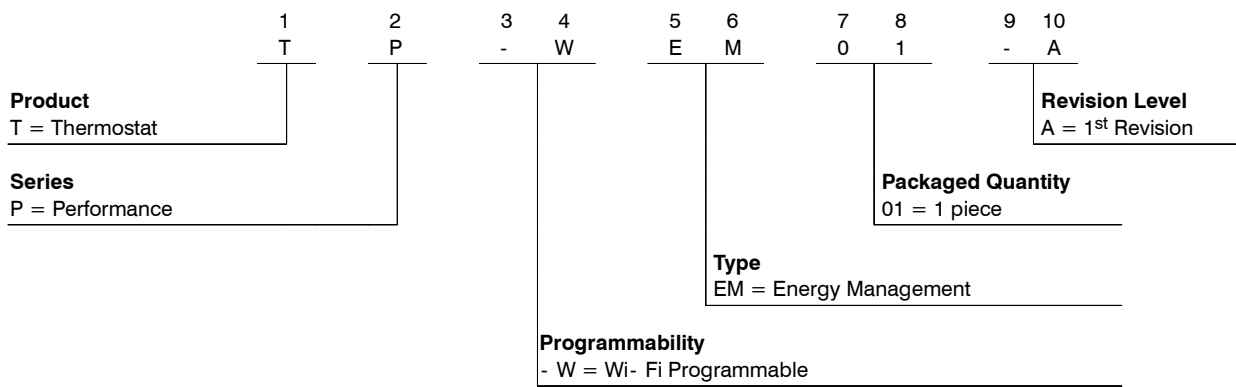 1 2 3 4 5 6 7 8 9 10
T P - W E M 0 1 - A
Product
T = Thermostat
Revision Level
A = 1st Revision
Series
P = Performance
Packaged Quantity
01 = 1 piece
Type
EM = Energy Management
Programmability
- W = Wi- Fi Programmable